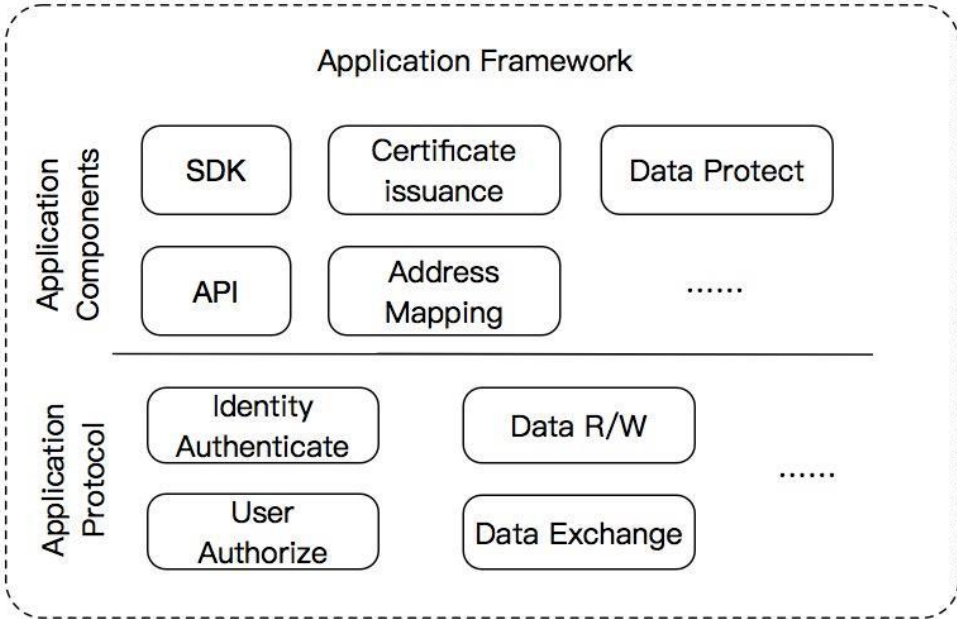 Application Framework
Application
Components
SDK
Certificate
issuance
Data Protect
API
Address
Mapping
......
Application
Protocol
Identity
Authenticate
Data R/W
......
User
Authorize
Data Exchange